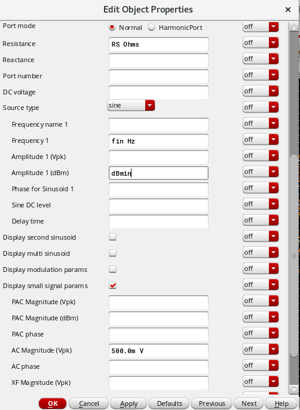 Edit Object Properties
Port mode Normal HarmonicPort off
Resistance RS Ohms off
Reactance off
Port number off
DC voltage off
Source type sine off
Frequency name 1 off
Frequency 1 fin Hz off
Amplitude 1 (Vpk) off
Amplitude 1 (dBm) dBmin off
Phase for Sinusoid 1 off
Sine DC level off
Delay time off
Display second sinusoid off
Display multi sinusoid off
Display modulation params off
Display small signal params off
PAC Magnitude (Vpk) off
PAC Magnitude (dBm) off
PAC phase off
AC Magnitude (Vpk) 500.0m V off
AC phase off
XF Magnitude (Vpk) off
OK Cancel Apply Defaults Previous Next Help